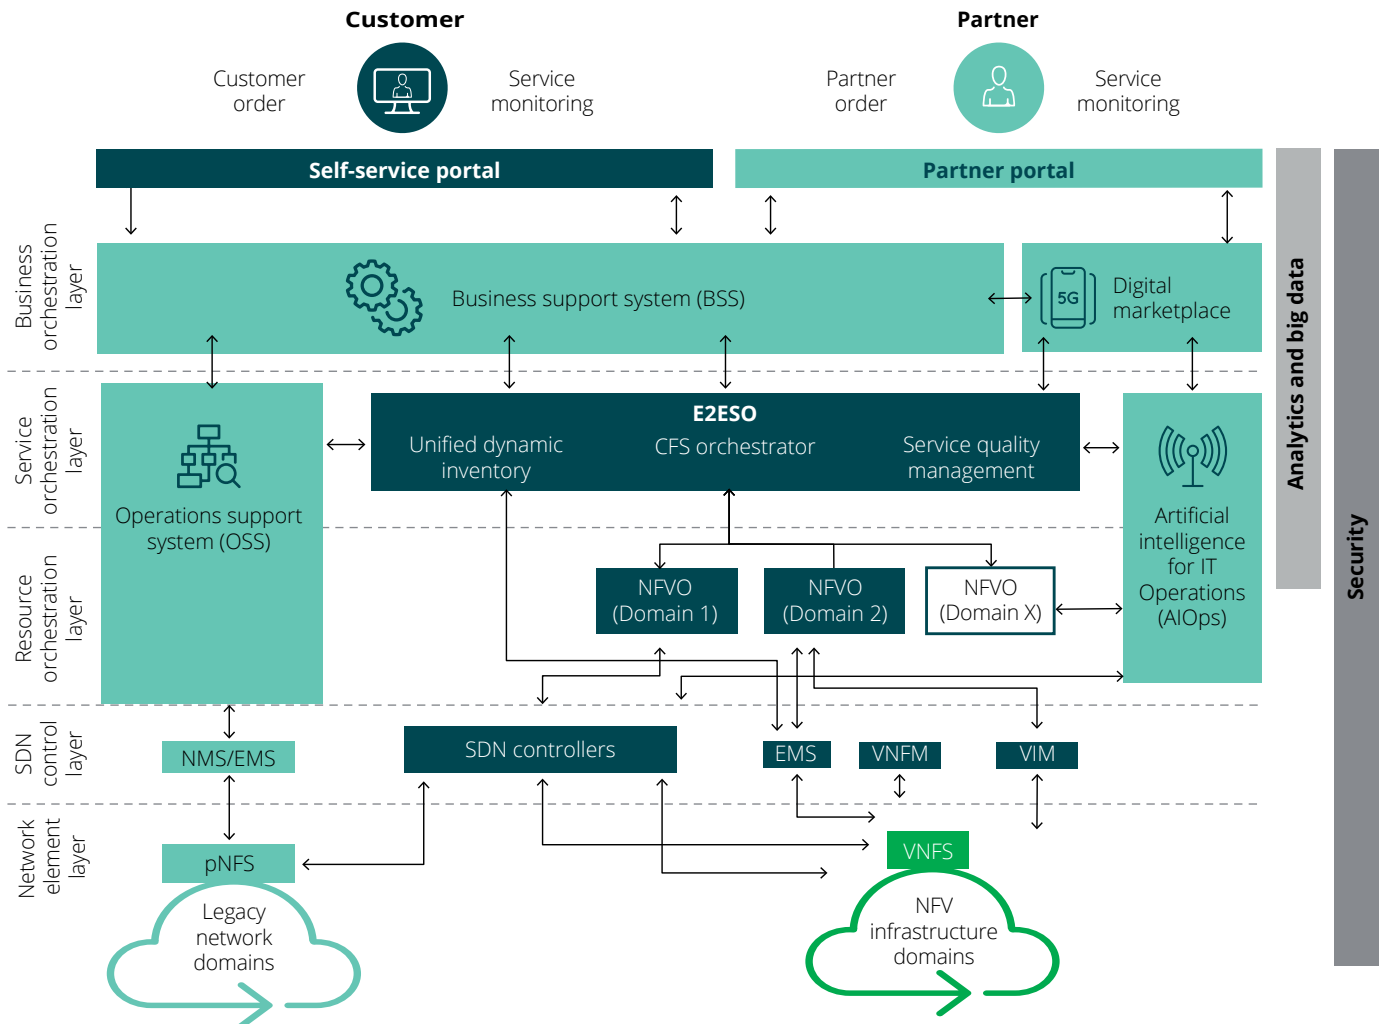 Customer
Partner
Customer
order
Service
monitoring
Partner
order
Service
monitoring
Self-service portal
Partner portal
Business
orchestration
layer
Business support system (BSS)
5G
Digital
marketplace
Analytics and big data
Security
Service
orchestration
layer
Operations support
system (OSS)
E2ESO
Unified dynamic
inventory
CFS orchestrator
Service quality
management
Artificial
intelligence
for IT
Operations
(AIOps)
Resource
orchestration
layer
NFVO
(Domain 1)
NFVO
(Domain 2)
NFVO
(Domain X)
SDN
control
layer
NMS/EMS
SDN controllers
EMS
VNFM
VIM
Network
element
layer
pNFS
Legacy
network
domains
VNFS
NFV
infrastructure
domains